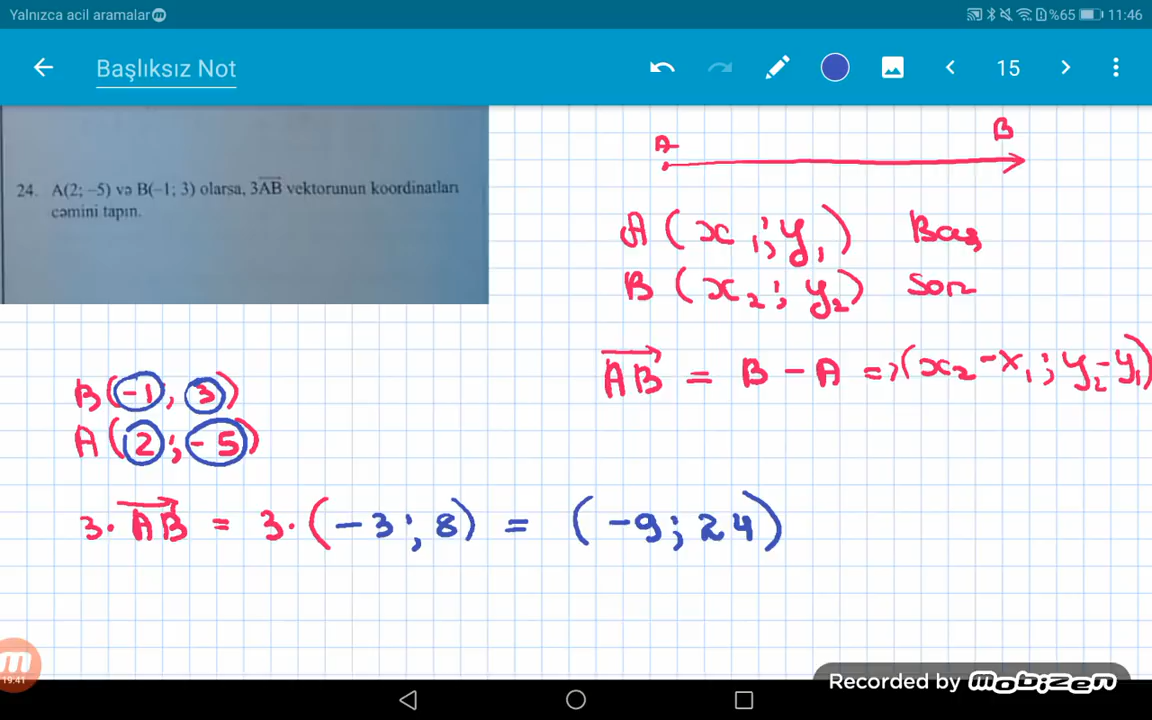 Yalnızca acil aramalar
%65 11:46
Başlıksız Not
15
24. A(2; –5) və B(–1; 3) olarsa, 3AB vektorunun koordinatları
cəmini tapın.
A B
A (x₁; y₁) Baş
B (x₂; y₂) son
AB = B - A =>(x₂-x₁; y₂-y₁)
B(-1, 3)
A(2; -5)
3·AB = 3·(-3; 8) = (-9; 24)
19:41
Recorded by mobizen